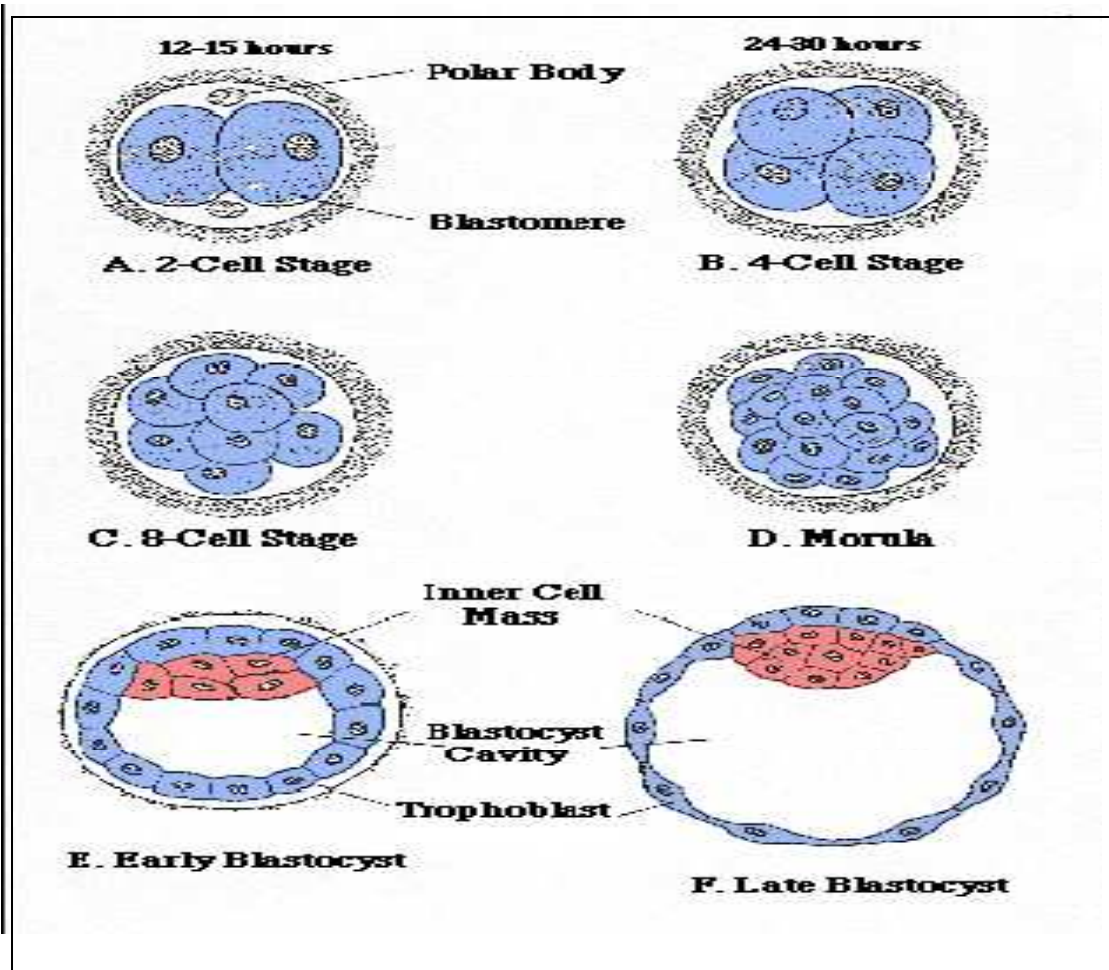 12-15 hours
24-30 hours
Polar Body
Blastomere
A. 2-Cell Stage
B. 4-Cell Stage
C. 8-Cell Stage
D. Morula
Inner Cell
Mass
Blastocyst
Cavity
Trophoblast
E. Early Blastocyst
F. Late Blastocyst